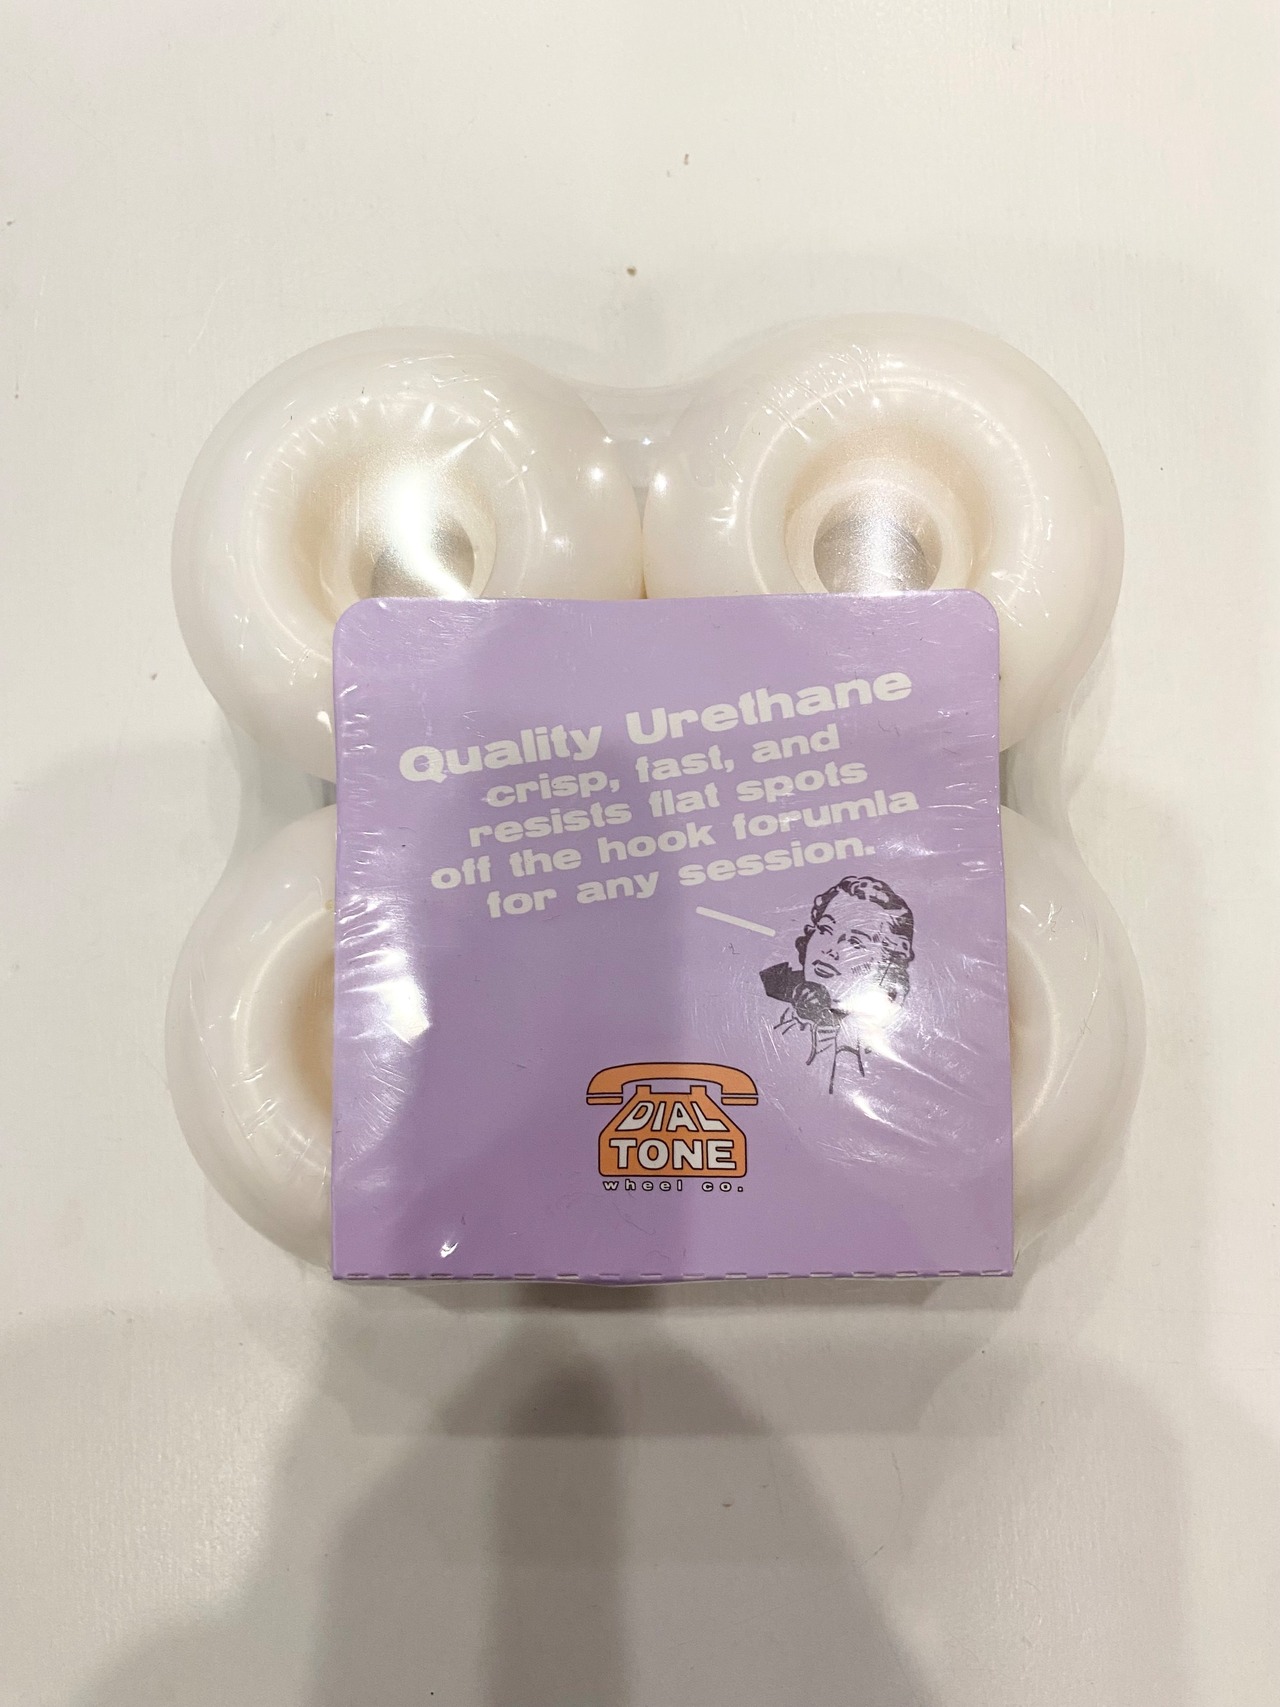 Quality Urethane
crisp, fast, and
resists flat spots
off the hook forumla
for any session.
DIAL
TONE
wheel co.